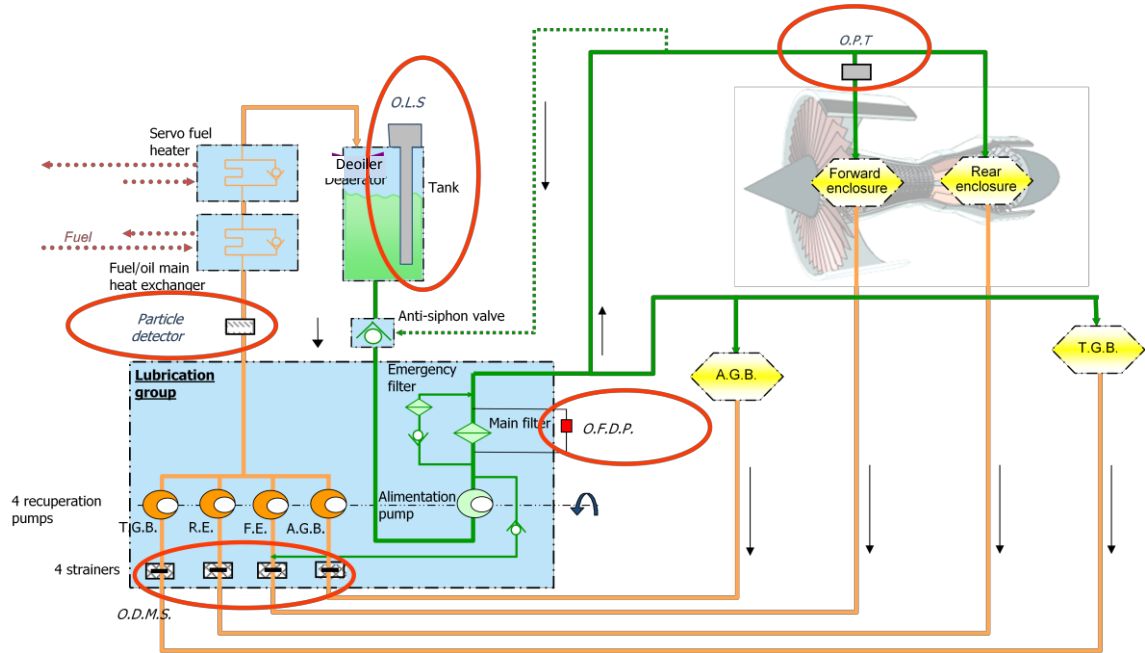 O.P.T
O.L.S
Servo fuel
heater
Deoiler
Deaerator
Tank
Forward
enclosure
Rear
enclosure
Fuel
Fuel/oil main
heat exchanger
Particle
detector
Anti-siphon valve
Lubrication
group
Emergency
filter
A.G.B.
T.G.B.
Main filter
O.F.D.P.
4 recuperation
pumps
Alimentation
pump
T.G.B.
R.E.
F.E.
A.G.B.
4 strainers
O.D.M.S.